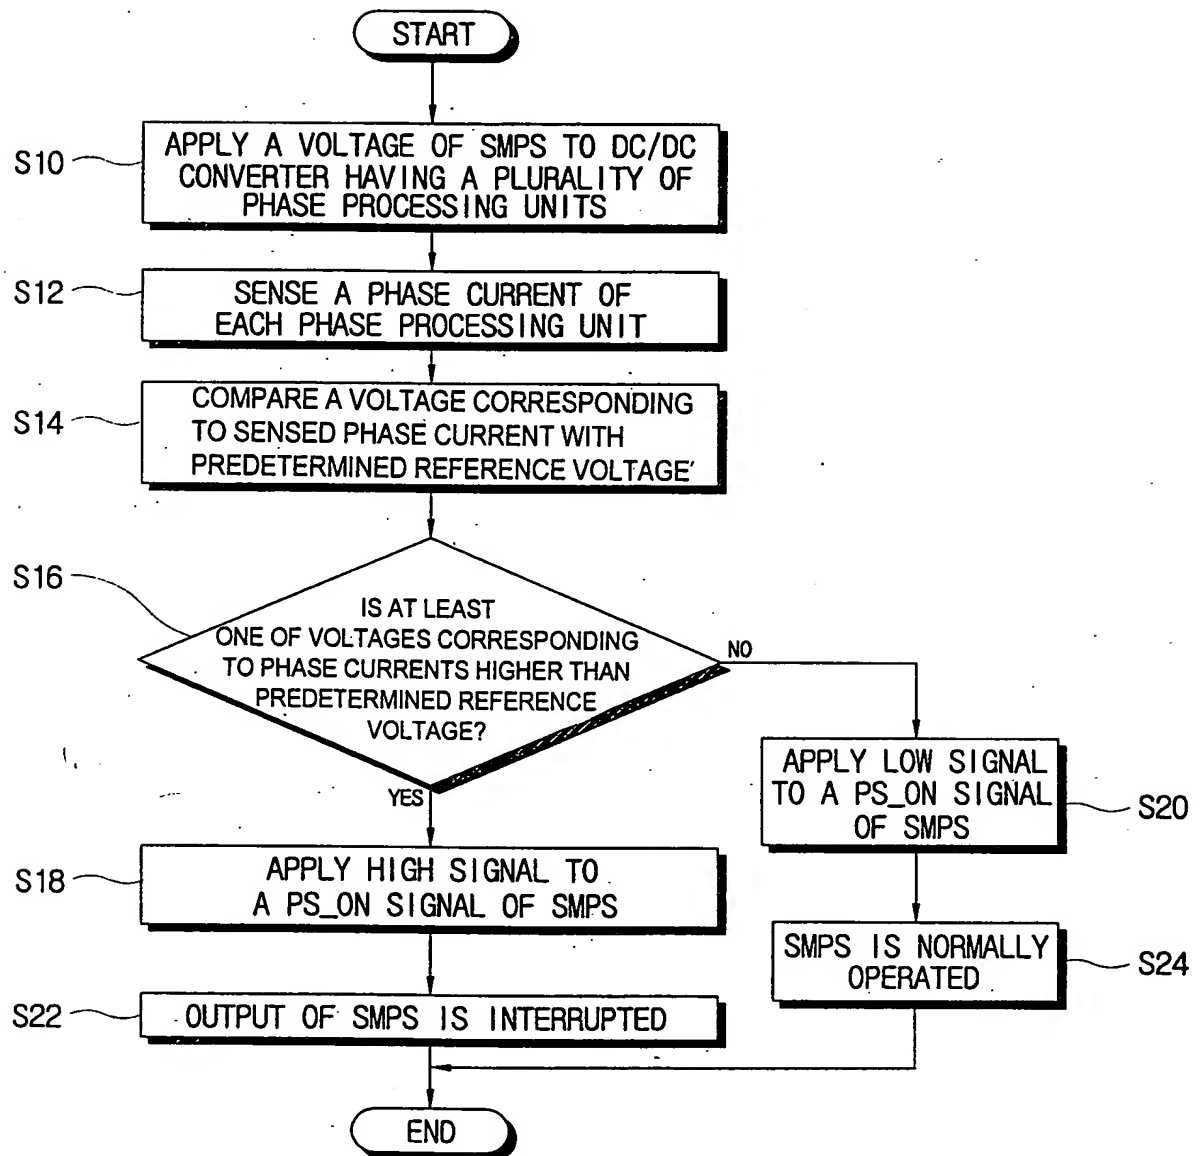 START
S10
APPLY A VOLTAGE OF SMPS TO DC/DC
CONVERTER HAVING A PLURALITY OF
PHASE PROCESSING UNITS
S12
SENSE A PHASE CURRENT OF
EACH PHASE PROCESSING UNIT
S14
COMPARE A VOLTAGE CORRESPONDING
TO SENSED PHASE CURRENT WITH
PREDETERMINED REFERENCE VOLTAGE
S16
IS AT LEAST
ONE OF VOLTAGES CORRESPONDING
TO PHASE CURRENTS HIGHER THAN
PREDETERMINED REFERENCE
VOLTAGE?
NO
YES
APPLY LOW SIGNAL
TO A PS_ON SIGNAL
OF SMPS
S20
S18
APPLY HIGH SIGNAL TO
A PS_ON SIGNAL OF SMPS
SMPS IS NORMALLY
OPERATED
S24
S22
OUTPUT OF SMPS IS INTERRUPTED
END